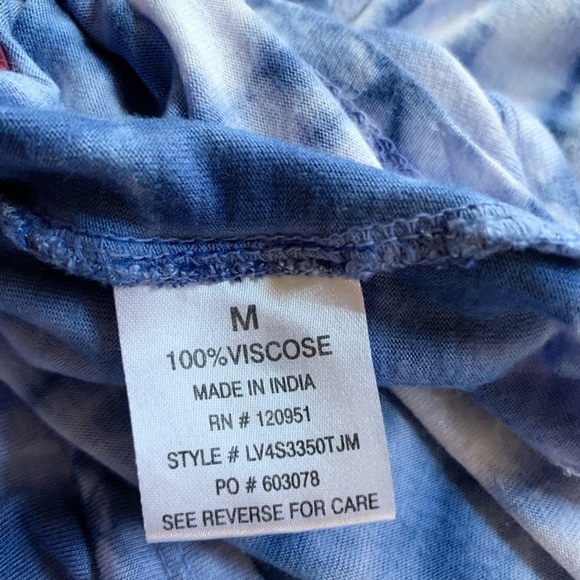 M
100%VISCOSE
MADE IN INDIA
RN # 120951
STYLE # LV4S3350TJM
PO # 603078
SEE REVERSE FOR CARE